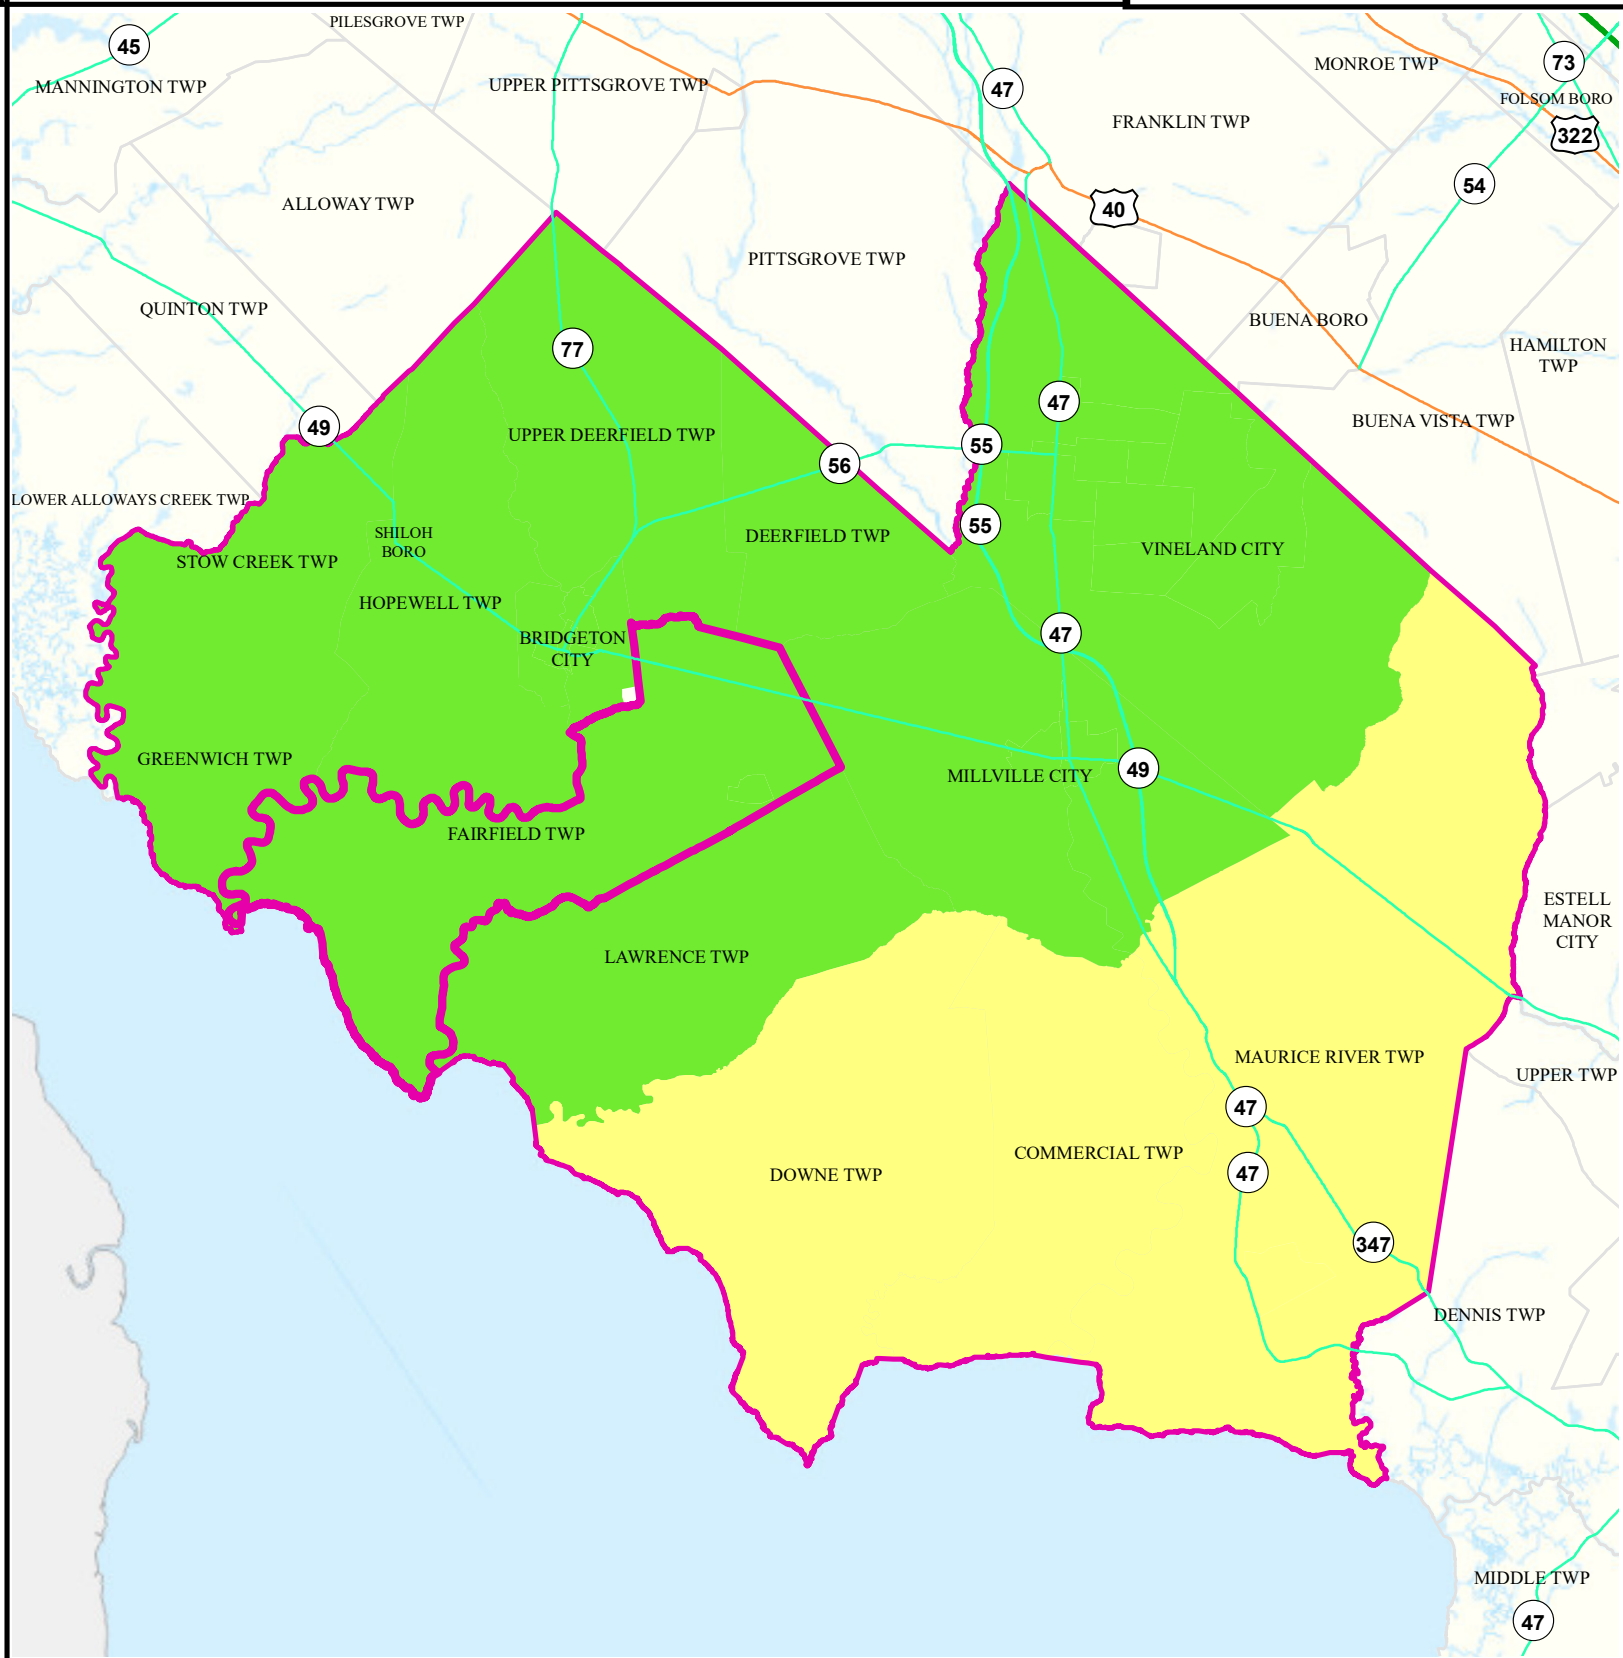 PILESGROVE TWP
45
MANNINGTON TWP
UPPER PITTSGROVE TWP
47
MONROE TWP
73
FOLSOM BORO
322
FRANKLIN TWP
54
ALLOWAY TWP
40
PITTSGROVE TWP
QUINTON TWP
BUENA BORO
HAMILTON
TWP
77
47
BUENA VISTA TWP
49
UPPER DEERFIELD TWP
55
56
LOWER ALLOWAYS CREEK TWP
55
SHILOH
BORO
DEERFIELD TWP
VINELAND CITY
STOW CREEK TWP
HOPEWELL TWP
BRIDGETON
CITY
47
GREENWICH TWP
MILLVILLE CITY
49
FAIRFIELD TWP
ESTELL
MANOR
CITY
LAWRENCE TWP
MAURICE RIVER TWP
UPPER TWP
47
COMMERCIAL TWP
DOWNE TWP
47
347
DENNIS TWP
MIDDLE TWP
47